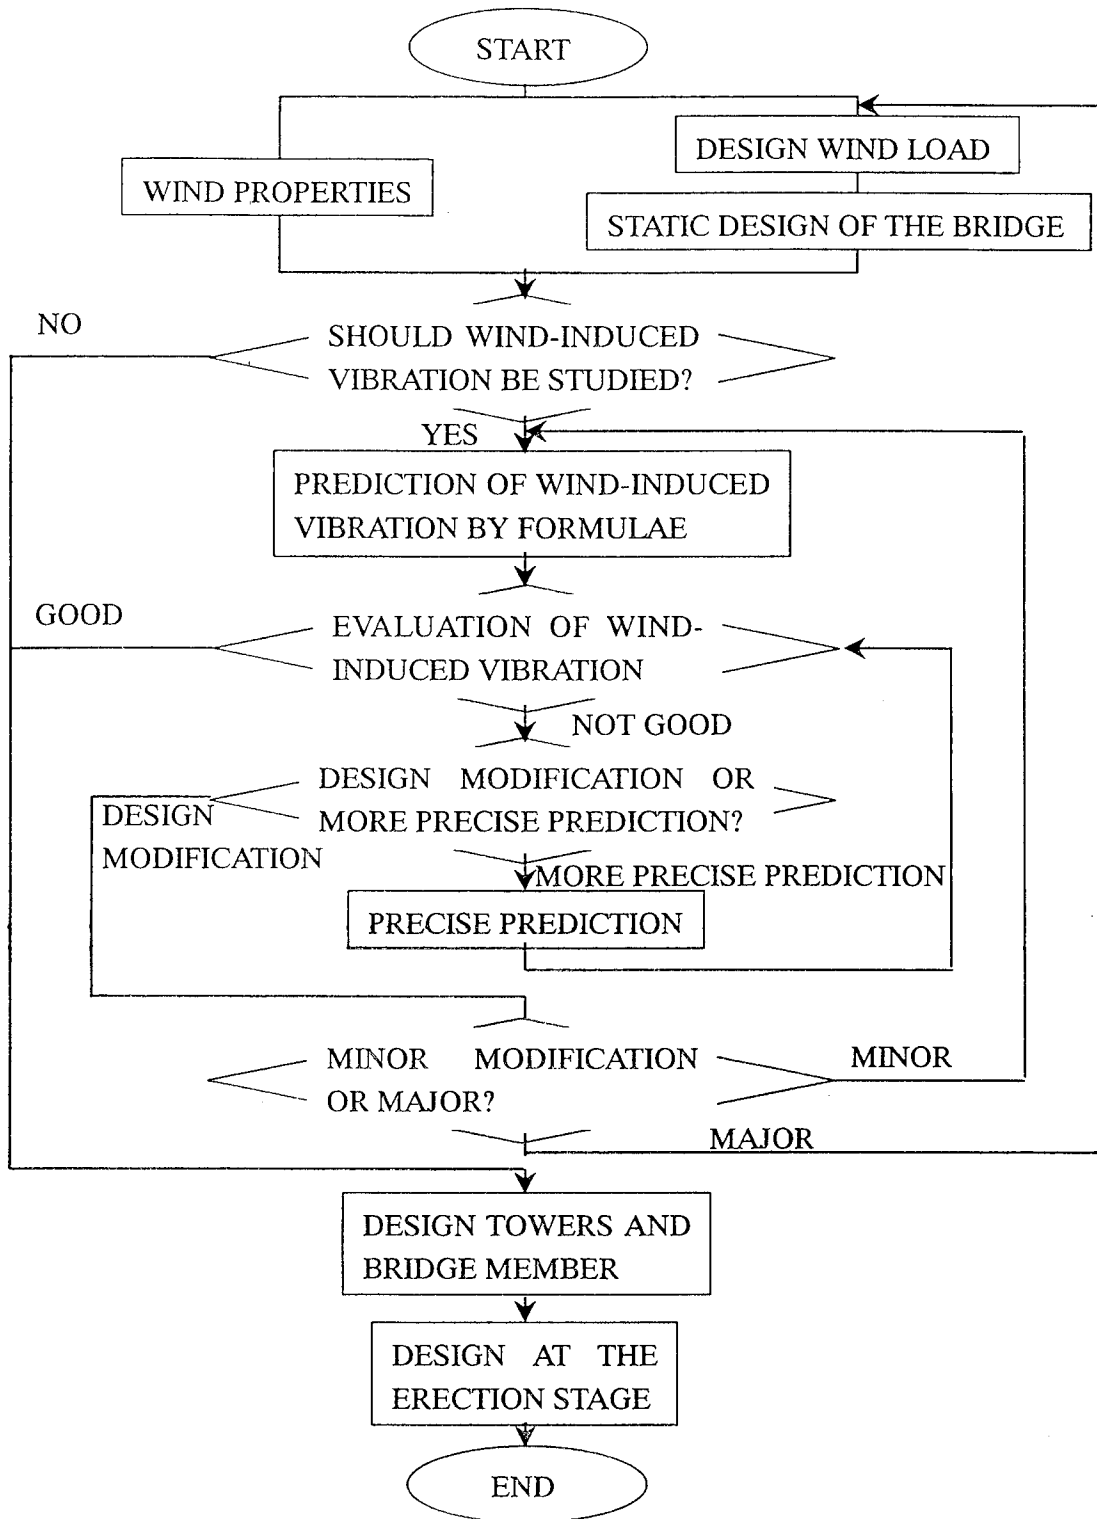 START
DESIGN WIND LOAD
WIND PROPERTIES
STATIC DESIGN OF THE BRIDGE
NO
SHOULD WIND-INDUCED
VIBRATION BE STUDIED?
YES
PREDICTION OF WIND-INDUCED
VIBRATION BY FORMULAE
GOOD
EVALUATION OF WIND-
INDUCED VIBRATION
NOT GOOD
DESIGN MODIFICATION OR
MORE PRECISE PREDICTION?
DESIGN
MODIFICATION
MORE PRECISE PREDICTION
PRECISE PREDICTION
MINOR MODIFICATION
OR MAJOR?
MINOR
MAJOR
DESIGN TOWERS AND
BRIDGE MEMBER
DESIGN AT THE
ERECTION STAGE
END